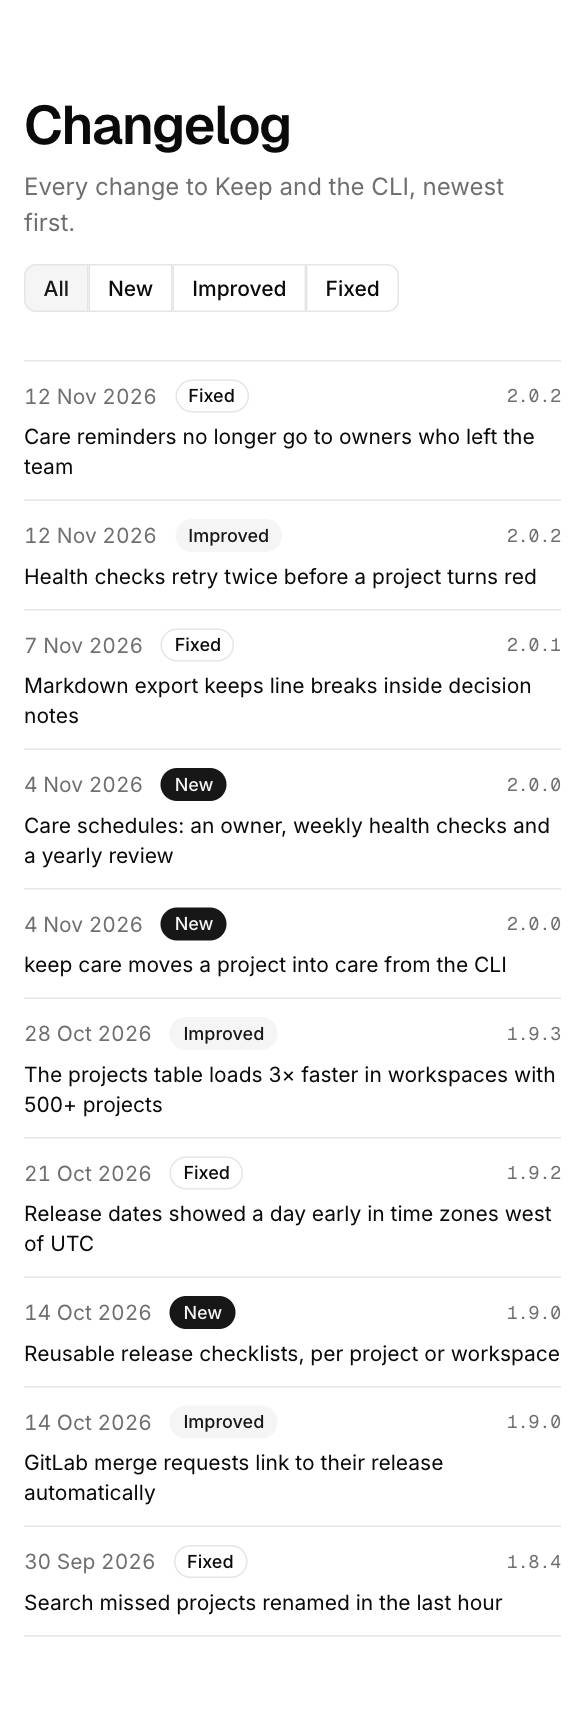 Changelog
Every change to Keep and the CLI, newest
first.
All New Improved Fixed
12 Nov 2026 Fixed 2.0.2
Care reminders no longer go to owners who left the
team
12 Nov 2026 Improved 2.0.2
Health checks retry twice before a project turns red
7 Nov 2026 Fixed 2.0.1
Markdown export keeps line breaks inside decision
notes
4 Nov 2026 New 2.0.0
Care schedules: an owner, weekly health checks and
a yearly review
4 Nov 2026 New 2.0.0
keep care moves a project into care from the CLI
28 Oct 2026 Improved 1.9.3
The projects table loads 3× faster in workspaces with
500+ projects
21 Oct 2026 Fixed 1.9.2
Release dates showed a day early in time zones west
of UTC
14 Oct 2026 New 1.9.0
Reusable release checklists, per project or workspace
14 Oct 2026 Improved 1.9.0
GitLab merge requests link to their release
automatically
30 Sep 2026 Fixed 1.8.4
Search missed projects renamed in the last hour